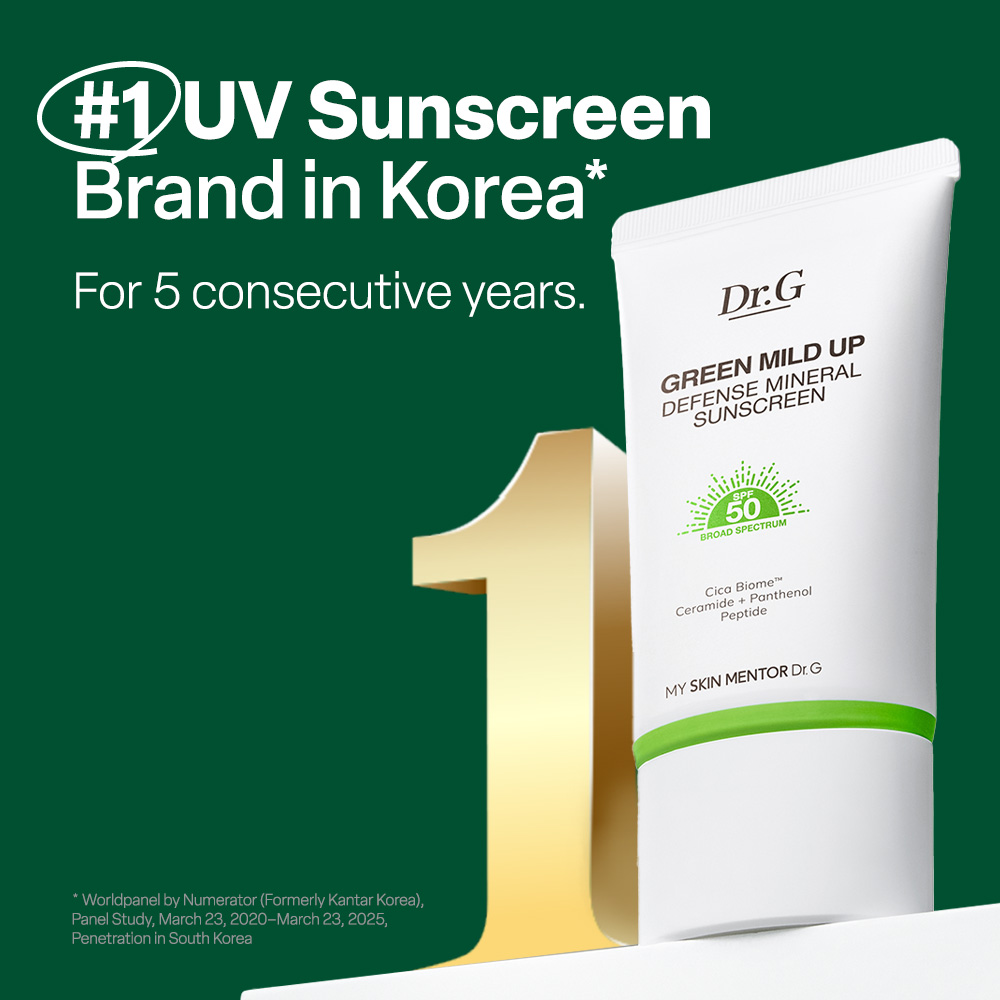 #1 UV Sunscreen
Brand in Korea*
For 5 consecutive years.
Dr.G
GREEN MILD UP
DEFENSE MINERAL
SUNSCREEN
SPF
50
BROAD SPECTRUM
Cica Biome™
Ceramide + Panthenol
Peptide
MY SKIN MENTOR Dr.G
* Worldpanel by Numerator (Formerly Kantar Korea),
Panel Study, March 23, 2020–March 23, 2025,
Penetration in South Korea